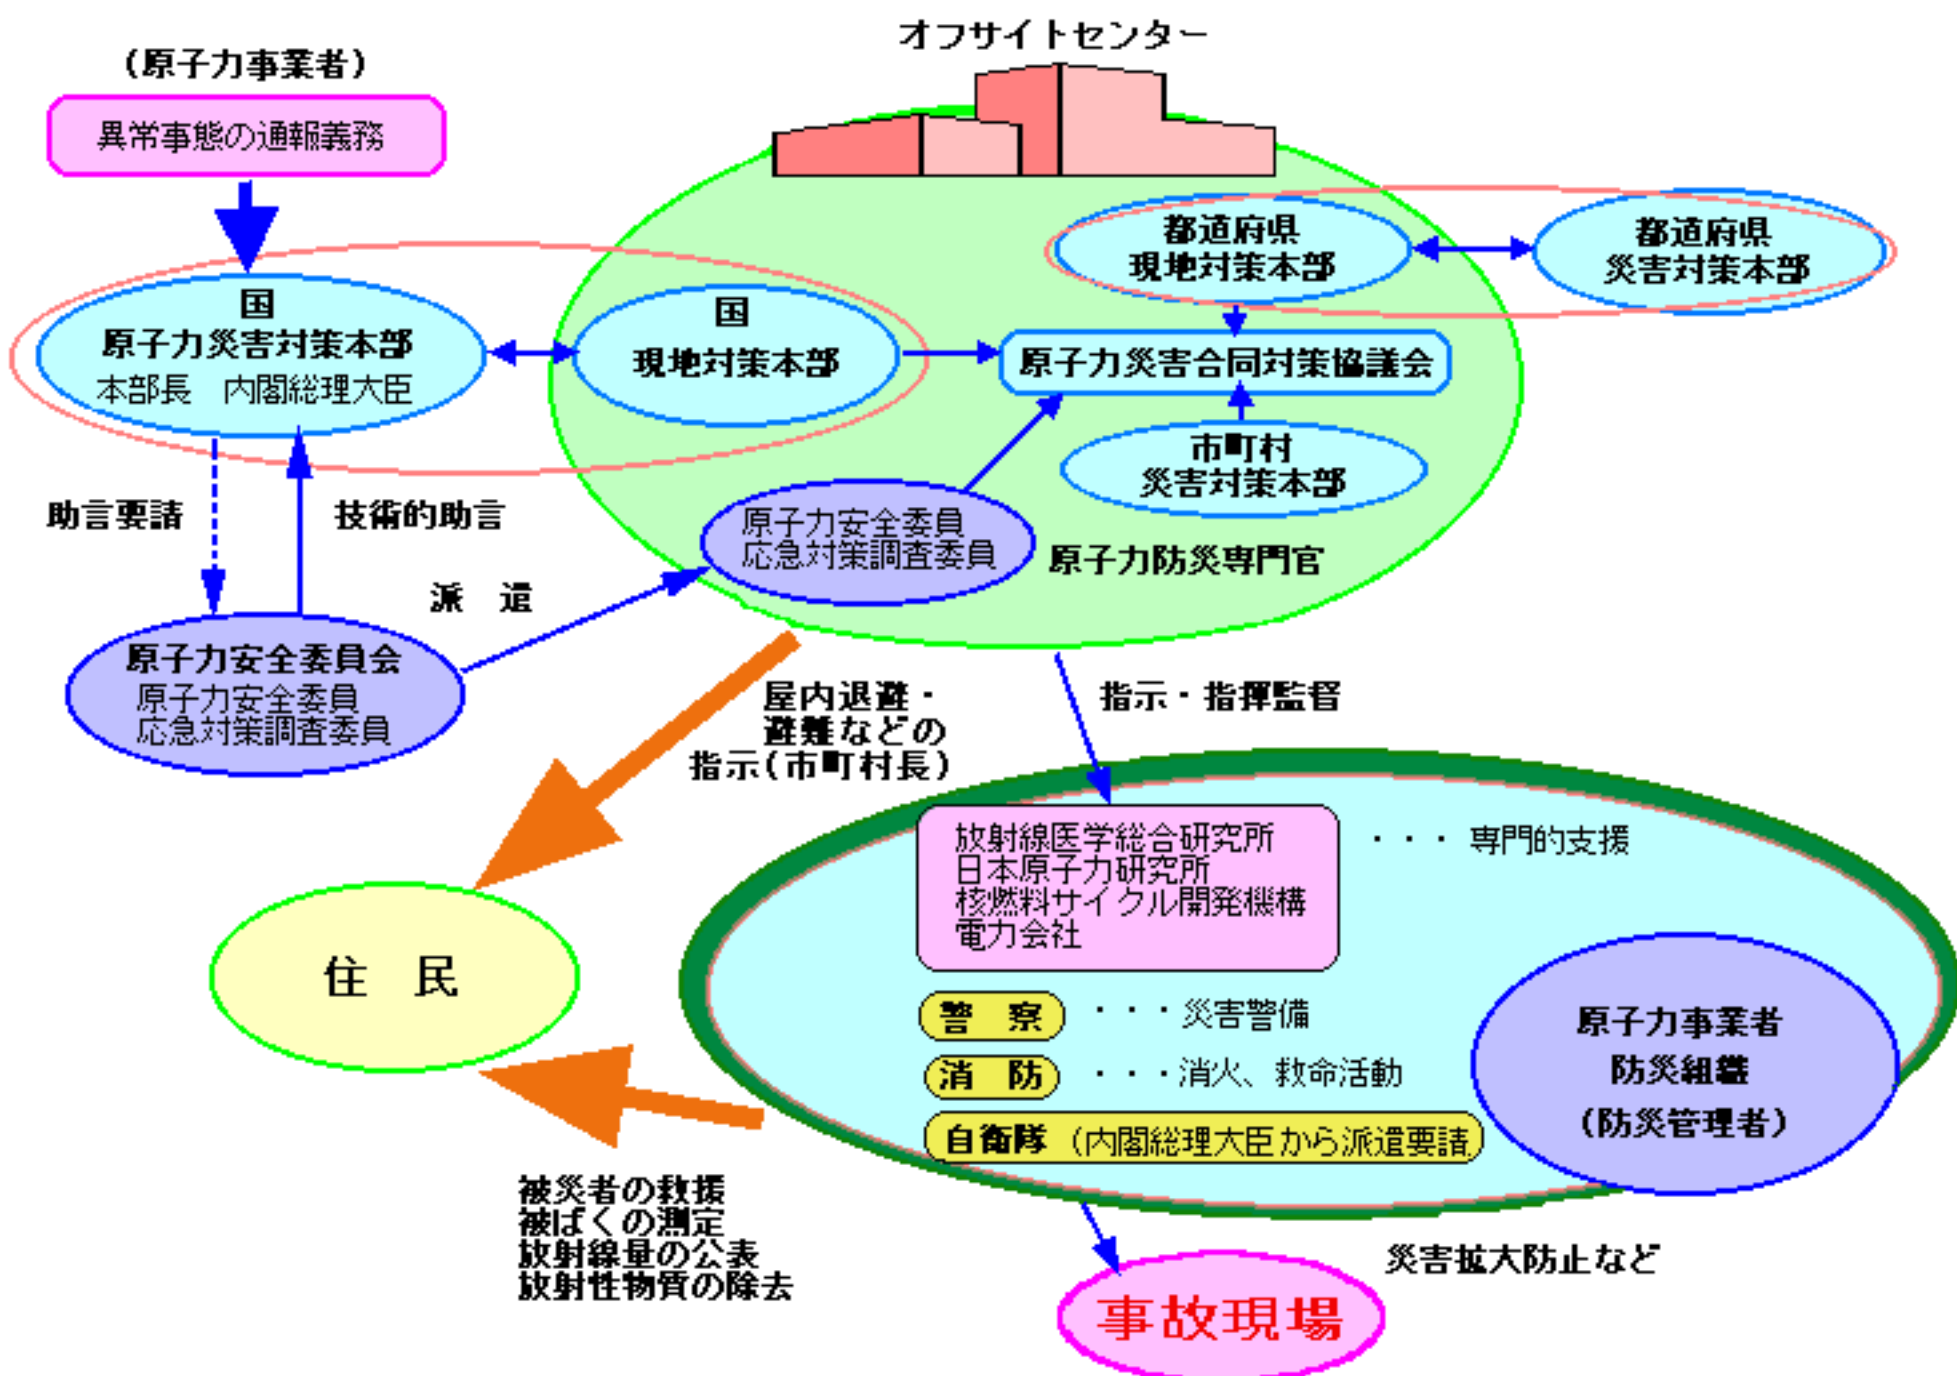 オフサイトセンター
(原子力事業者)
異常事態の通報義務
都道府県
現地対策本部
都道府県
災害対策本部
国
原子力災害対策本部
本部長　内閣総理大臣
国
現地対策本部
原子力災害合同対策協議会
市町村
災害対策本部
助言要請
技術的助言
原子力安全委員
応急対策調査委員
原子力防災専門官
派　遣
原子力安全委員会
原子力安全委員
応急対策調査委員
屋内退避・
避難などの
指示(市町村長)
指示・指揮監督
放射線医学総合研究所
日本原子力研究所
核燃料サイクル開発機構
電力会社
・・・専門的支援
住　民
警　察
・・・災害警備
消　防
・・・消火、救命活動
自衛隊 (内閣総理大臣から派遣要請
原子力事業者
防災組織
(防災管理者)
被災者の救援
被ばくの測定
放射線量の公表
放射性物質の除去
災害拡大防止など
事故現場